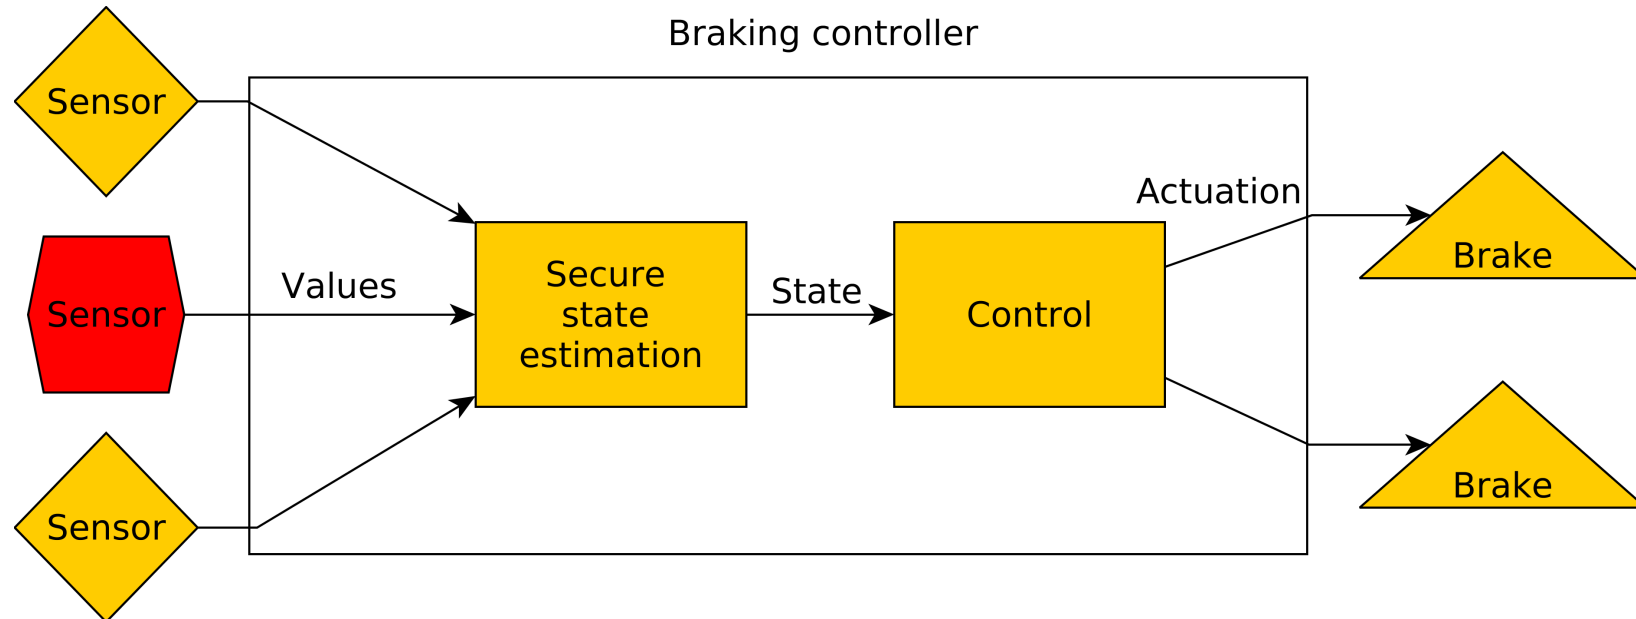 Braking controller
Sensor
Sensor
Sensor
Values
Secure
state
estimation
State
Control
Actuation
Brake
Brake